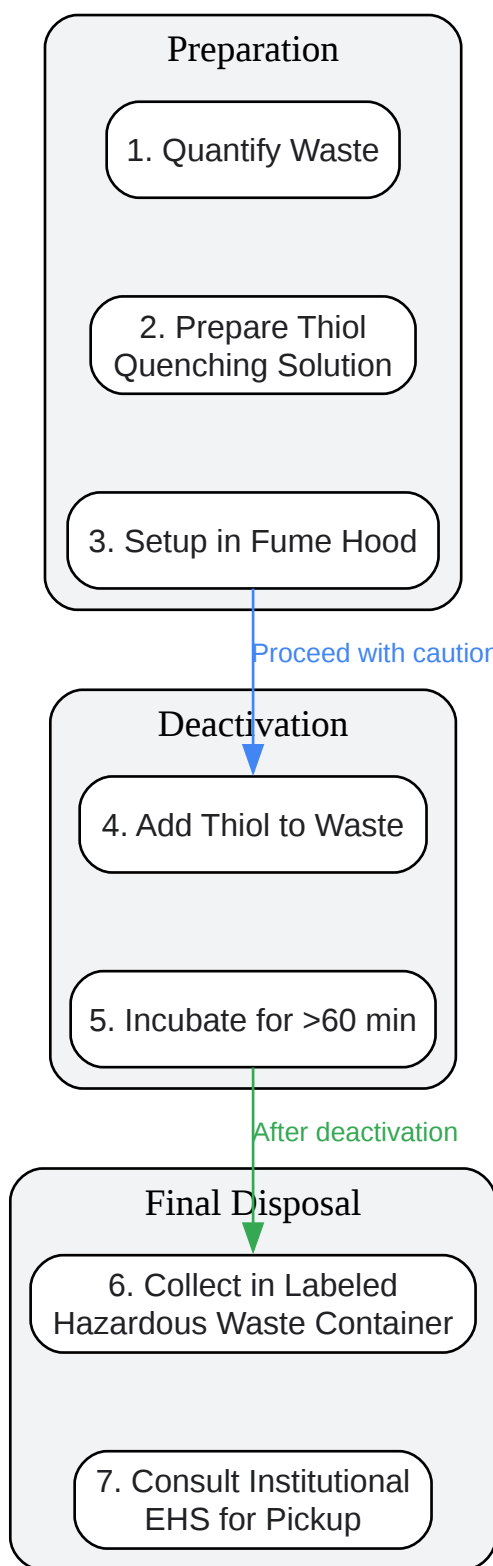 Preparation
1. Quantify Waste
2. Prepare Thiol
Quenching Solution
3. Setup in Fume Hood
Proceed with caution
Deactivation
4. Add Thiol to Waste
5. Incubate for >60 min
After deactivation
Final Disposal
6. Collect in Labeled
Hazardous Waste Container
7. Consult Institutional
EHS for Pickup